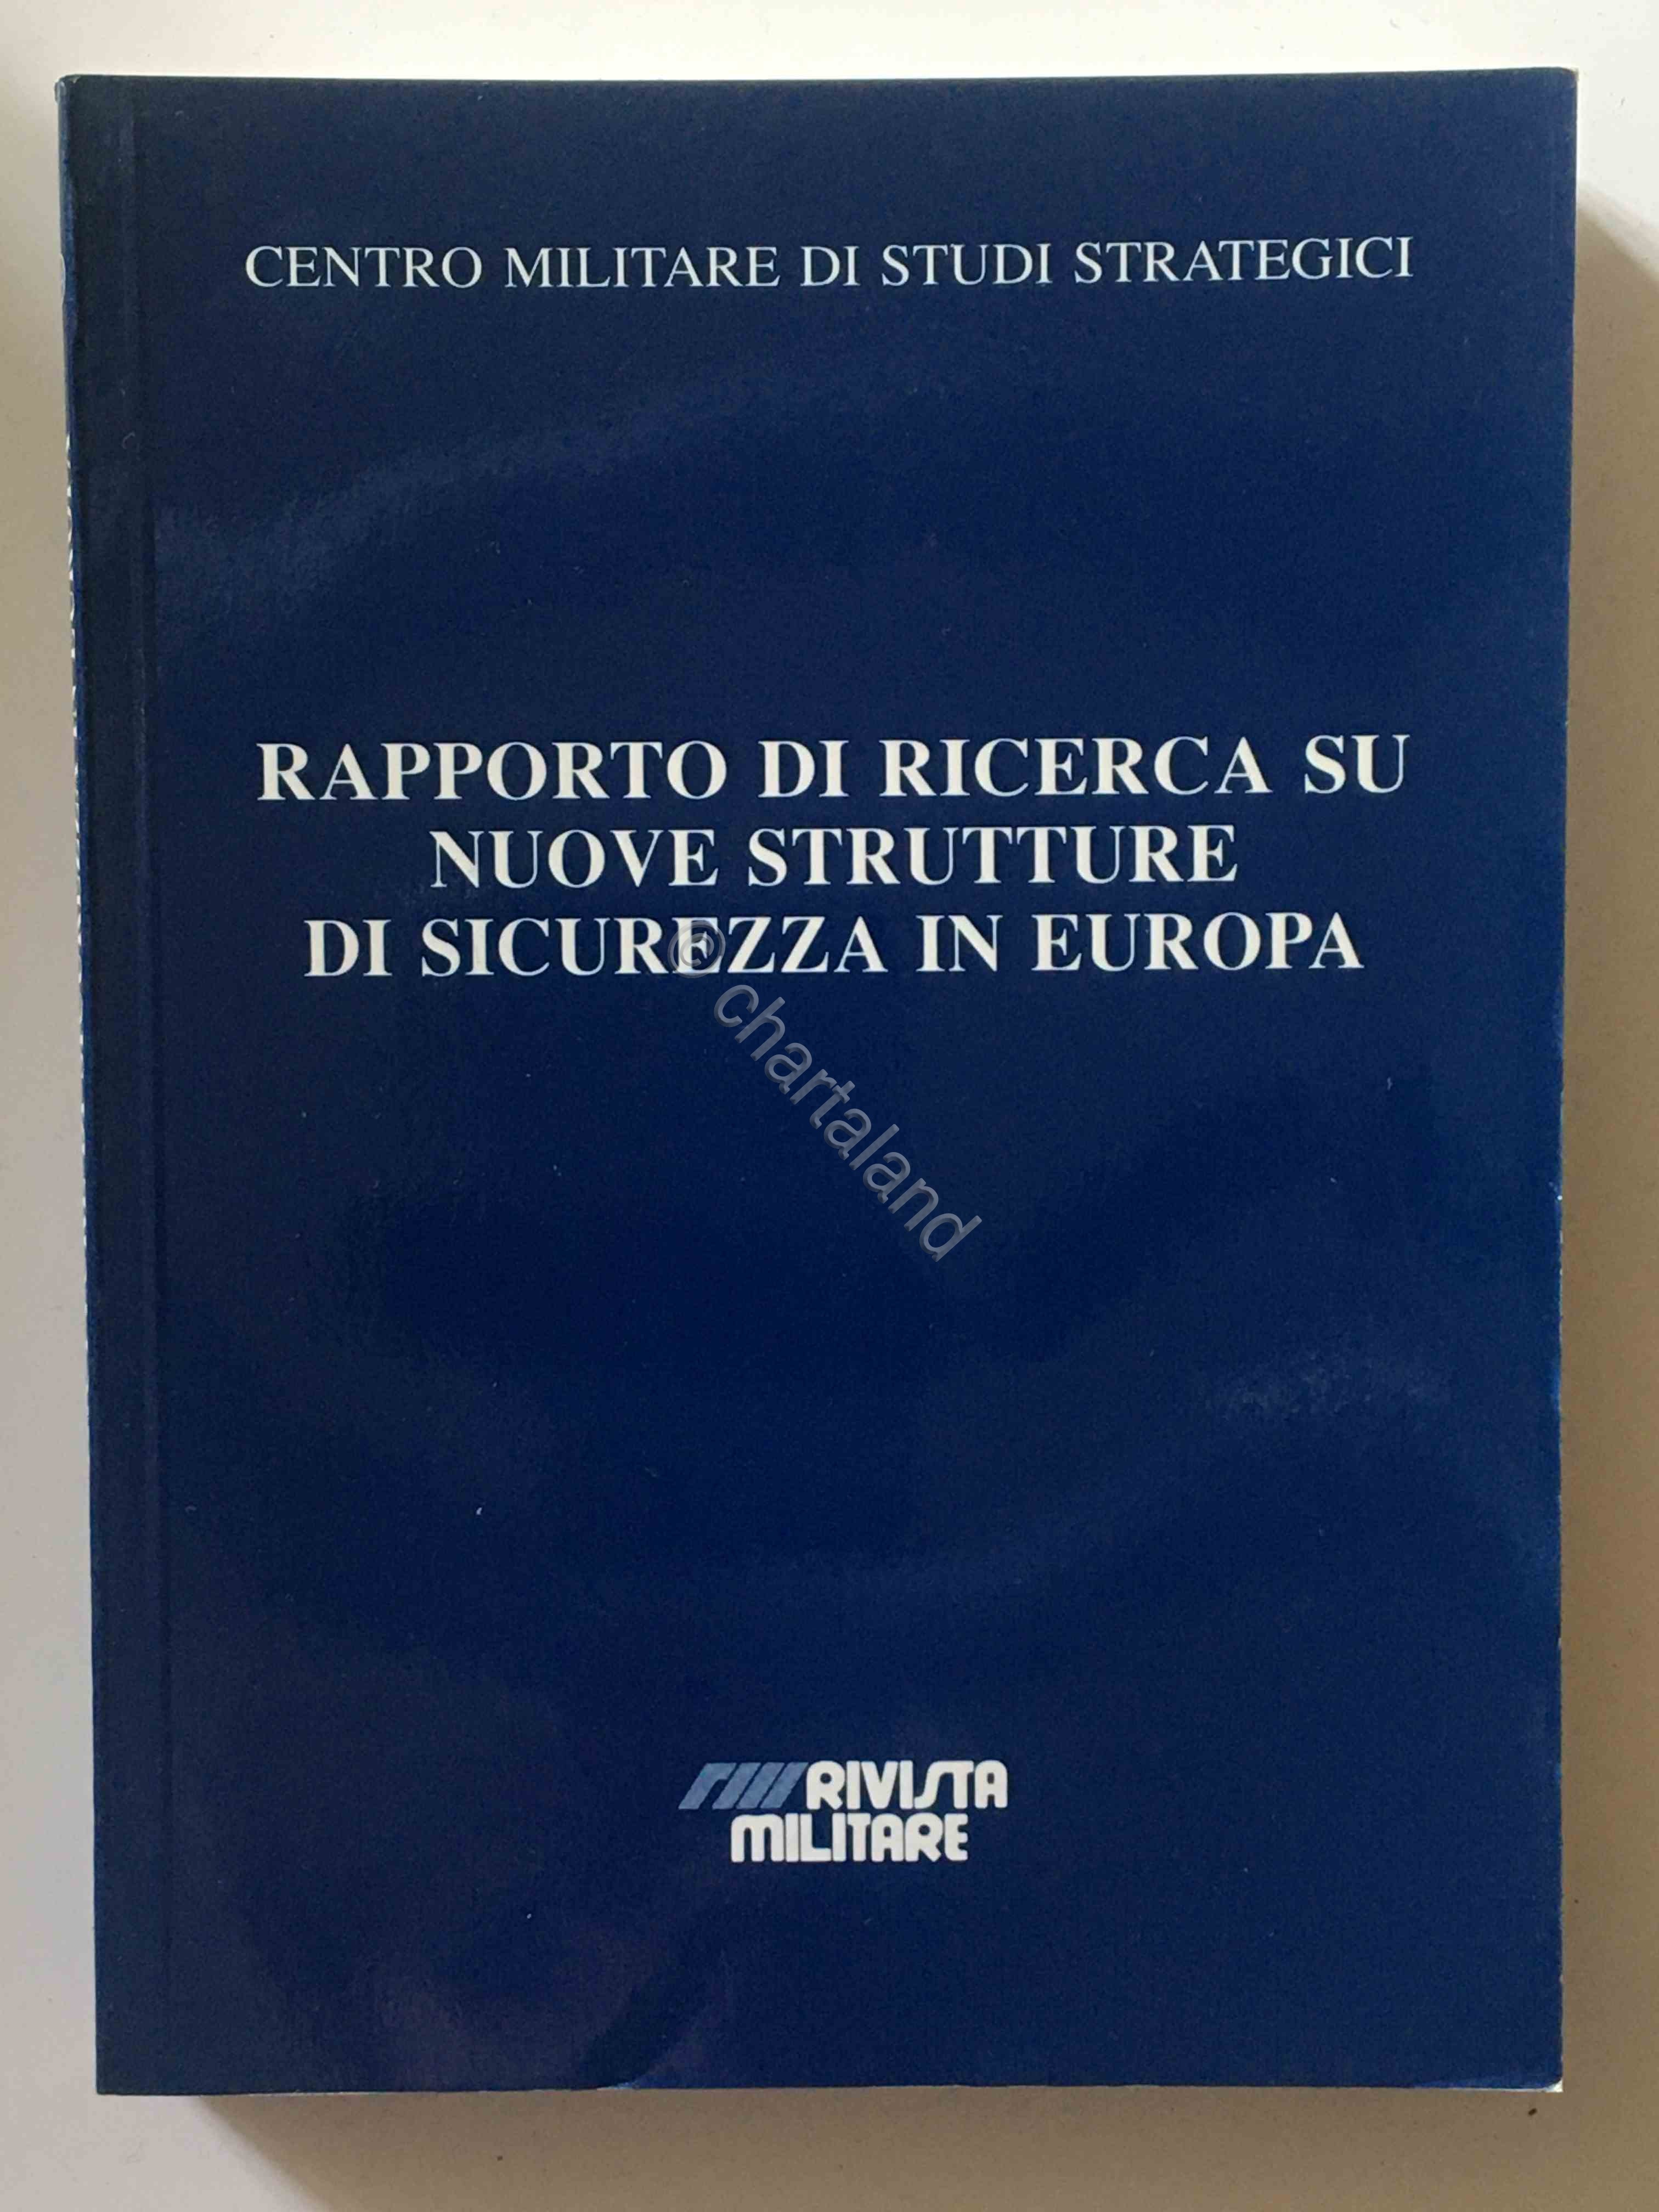 CENTRO MILITARE DI STUDI STRATEGICI
RAPPORTO DI RICERCA SU
NUOVE STRUTTURE
DI SICUREZZA IN EUROPA
© chartaland
RIVISTA
MILITARE